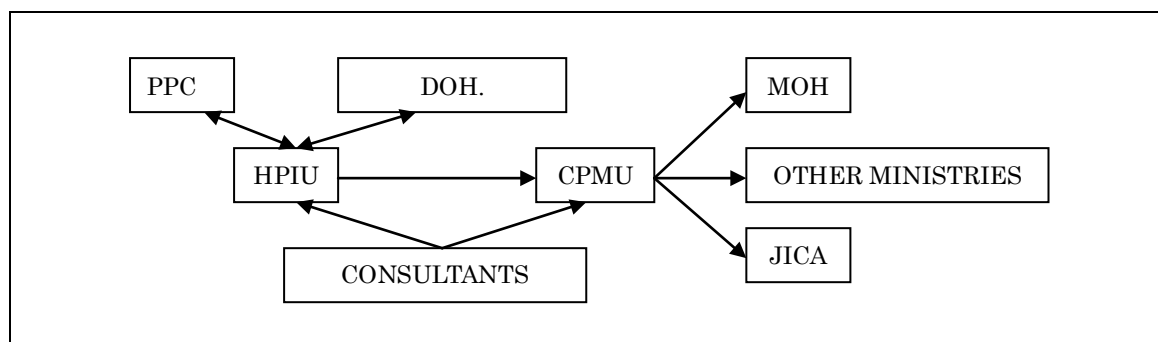 PPC
DOH.
MOH
HPIU
CPMU
OTHER MINISTRIES
CONSULTANTS
JICA